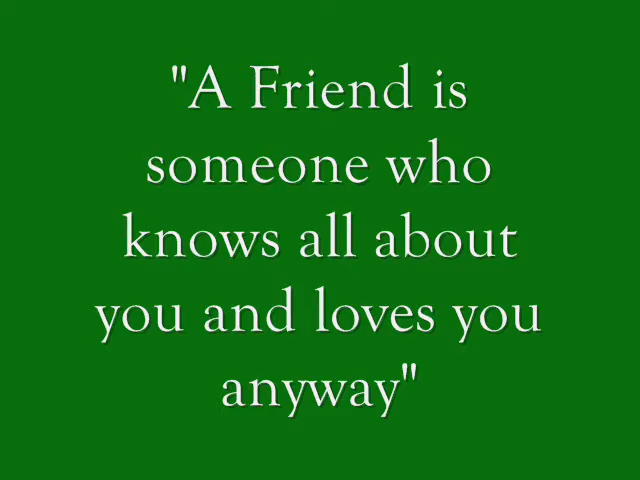 "A Friend is
someone who
knows all about
you and loves you
anyway"